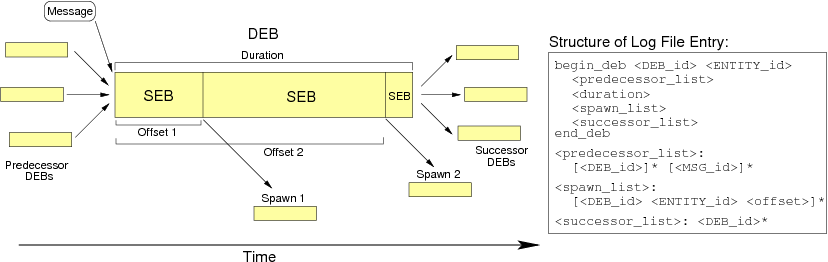 Message
DEB
Duration
SEB
SEB
SEB
Offset 1
Offset 2
Predecessor
DEBs
Successor
DEBs
Spawn 1
Spawn 2
Time
Structure of Log File Entry:
begin_deb <DEB_id> <ENTITY_id>
<predecessor_list>
<duration>
<spawn_list>
<successor_list>
end_deb
<predecessor_list>:
[<DEB_id>]* [<MSG_id>]*
<spawn_list>:
[<DEB_id> <ENTITY_id> <offset>]*
<successor_list>: <DEB_id>*